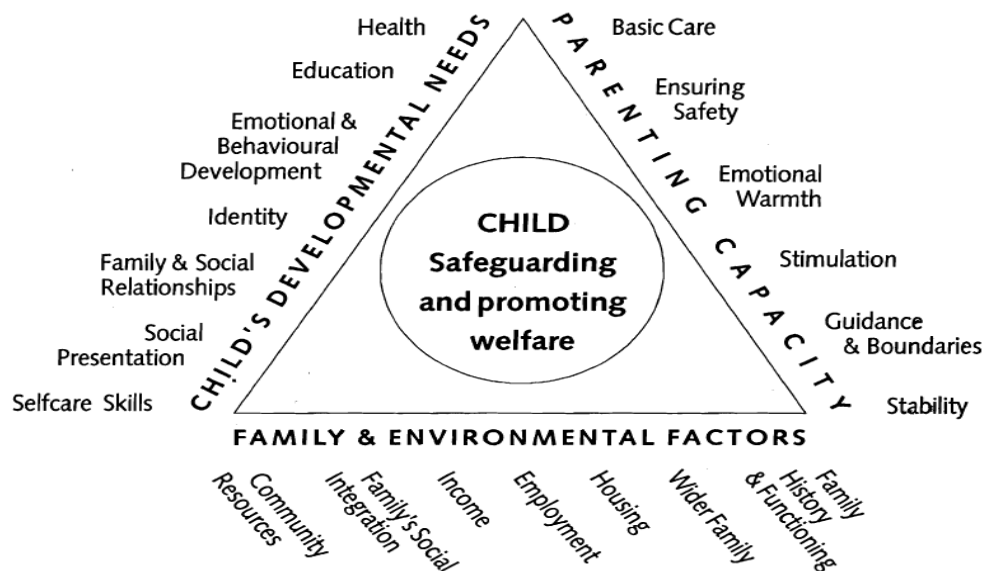 Health
Education
Emotional &
Behavioural
Development
Identity
Family & Social
Relationships
Social
Presentation
Selfcare Skills
CHILD'S DEVELOPMENTAL NEEDS
CHILD
Safeguarding
and promoting
welfare
PARENTING CAPACITY
Basic Care
Ensuring
Safety
Emotional
Warmth
Stimulation
Guidance
& Boundaries
Stability
FAMILY & ENVIRONMENTAL FACTORS
Community
Resources
Family's Social
Integration
Income
Employment
Housing
Wider Family
Family
History
& Functioning